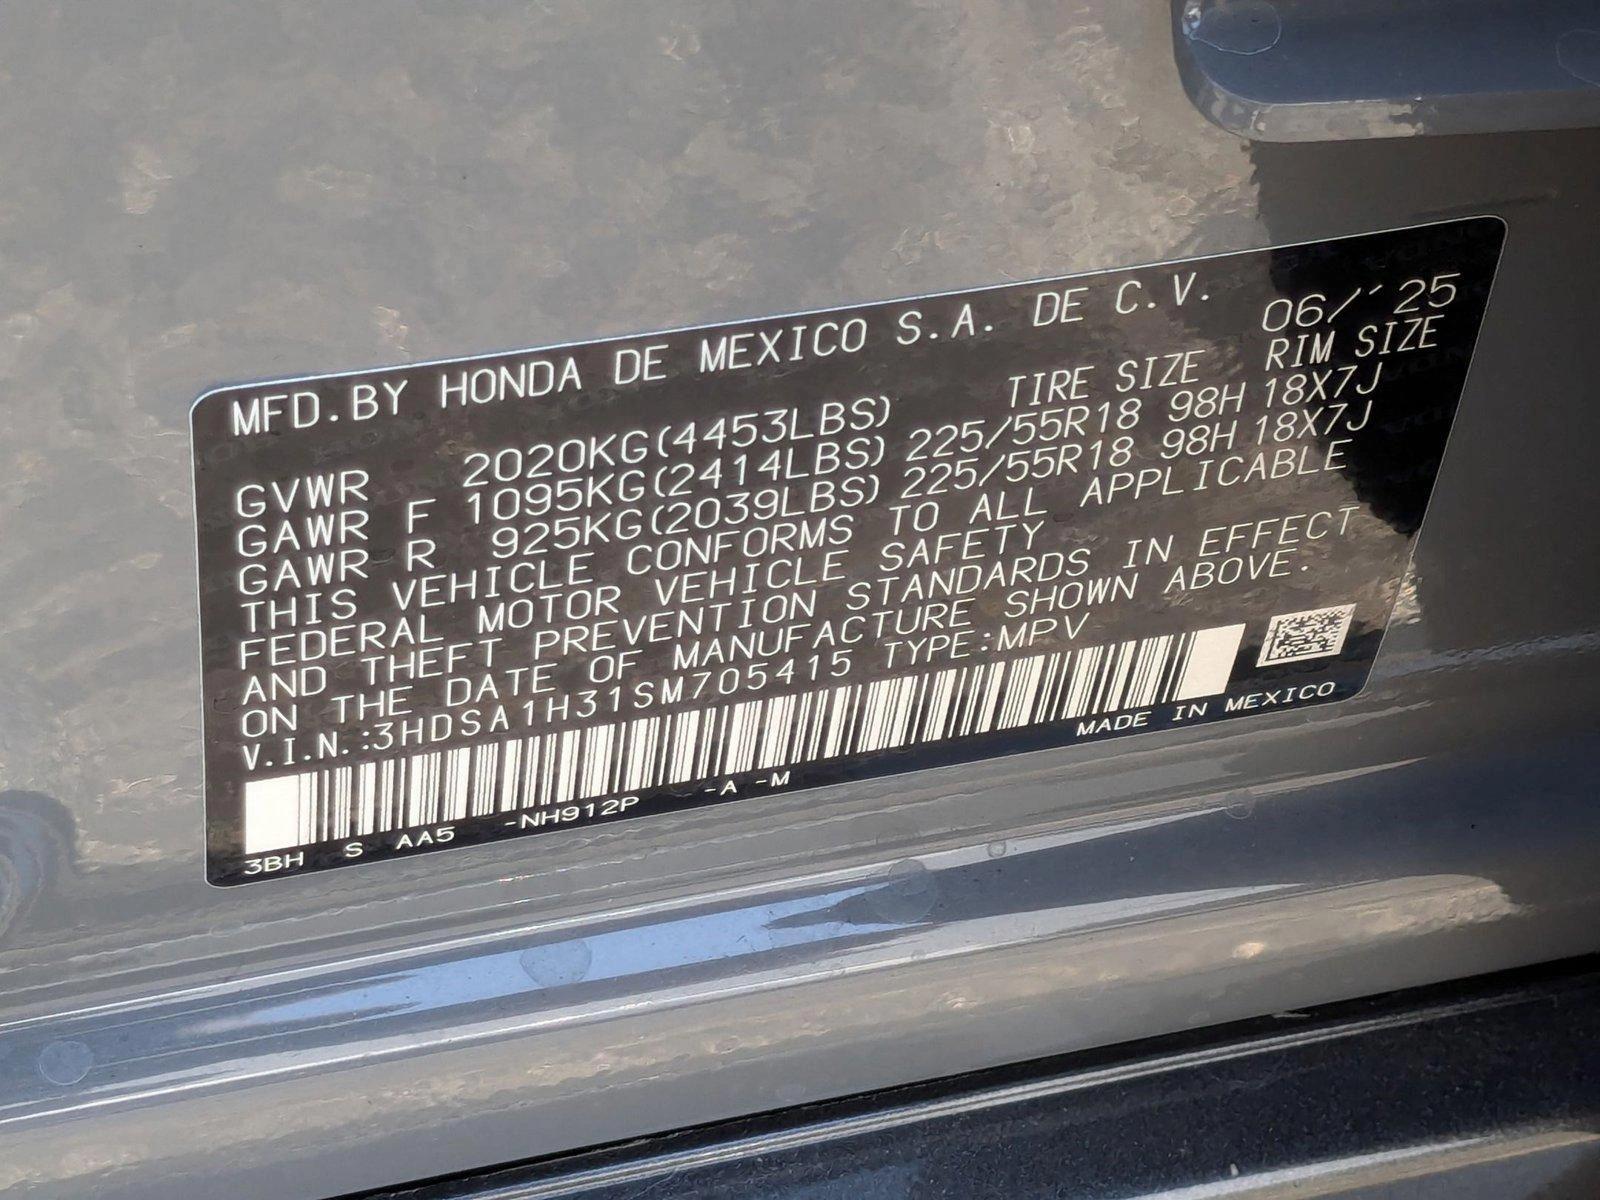 MFD.BY HONDA DE MEXICO S.A. DE C.V. 06/'25
TIRE SIZE RIM SIZE
GVWR 2020KG(4453LBS)
GAWR F 1095KG(2414LBS) 225/55R18 98H 18X7J
GAWR R 925KG(2039LBS) 225/55R18 98H 18X7J
THIS VEHICLE CONFORMS TO ALL APPLICABLE
FEDERAL MOTOR VEHICLE SAFETY
AND THEFT PREVENTION STANDARDS IN EFFECT
ON THE DATE OF MANUFACTURE SHOWN ABOVE.
V.I.N.:3HDSA1H31SM705415 TYPE:MPV
MADE IN MEXICO
3BH S AA5 -NH912P -A -M